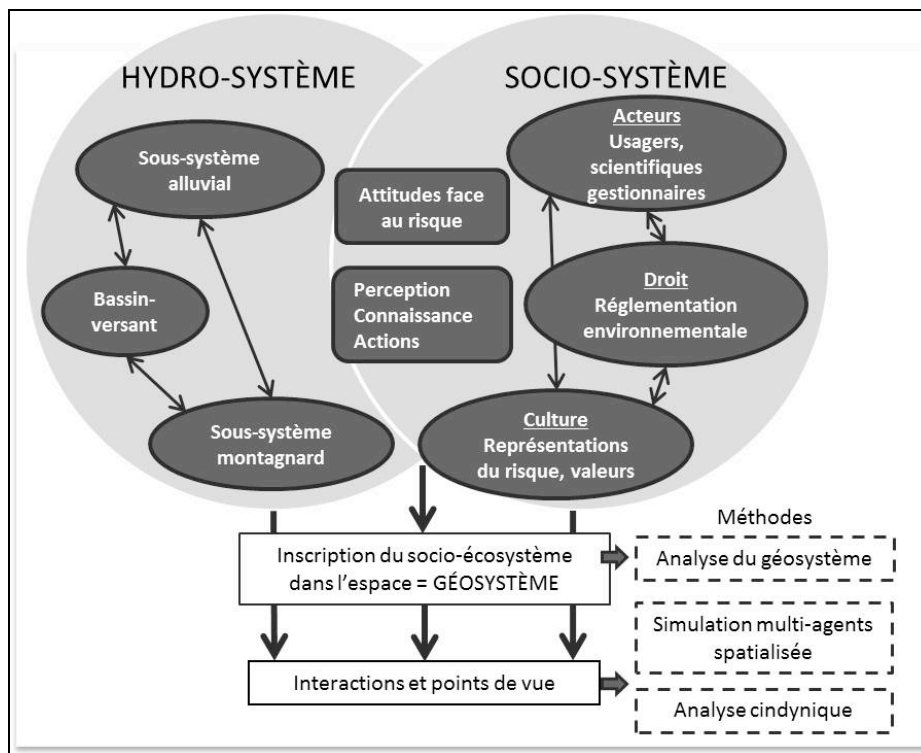 HYDRO-SYSTÈME
SOCIO-SYSTÈME
Sous-système
alluvial
Bassin-
versant
Sous-système
montagnard
Attitudes face
au risque
Perception
Connaissance
Actions
Acteurs
Usagers,
scientifiques
gestionnaires
Droit
Réglementation
environnementale
Culture
Représentations
du risque, valeurs
Inscription du socio-écosystème
dans l'espace = GÉOSYSTÈME
Interactions et points de vue
Méthodes
Analyse du géosystème
Simulation multi-agents
spatialisée
Analyse cindynique